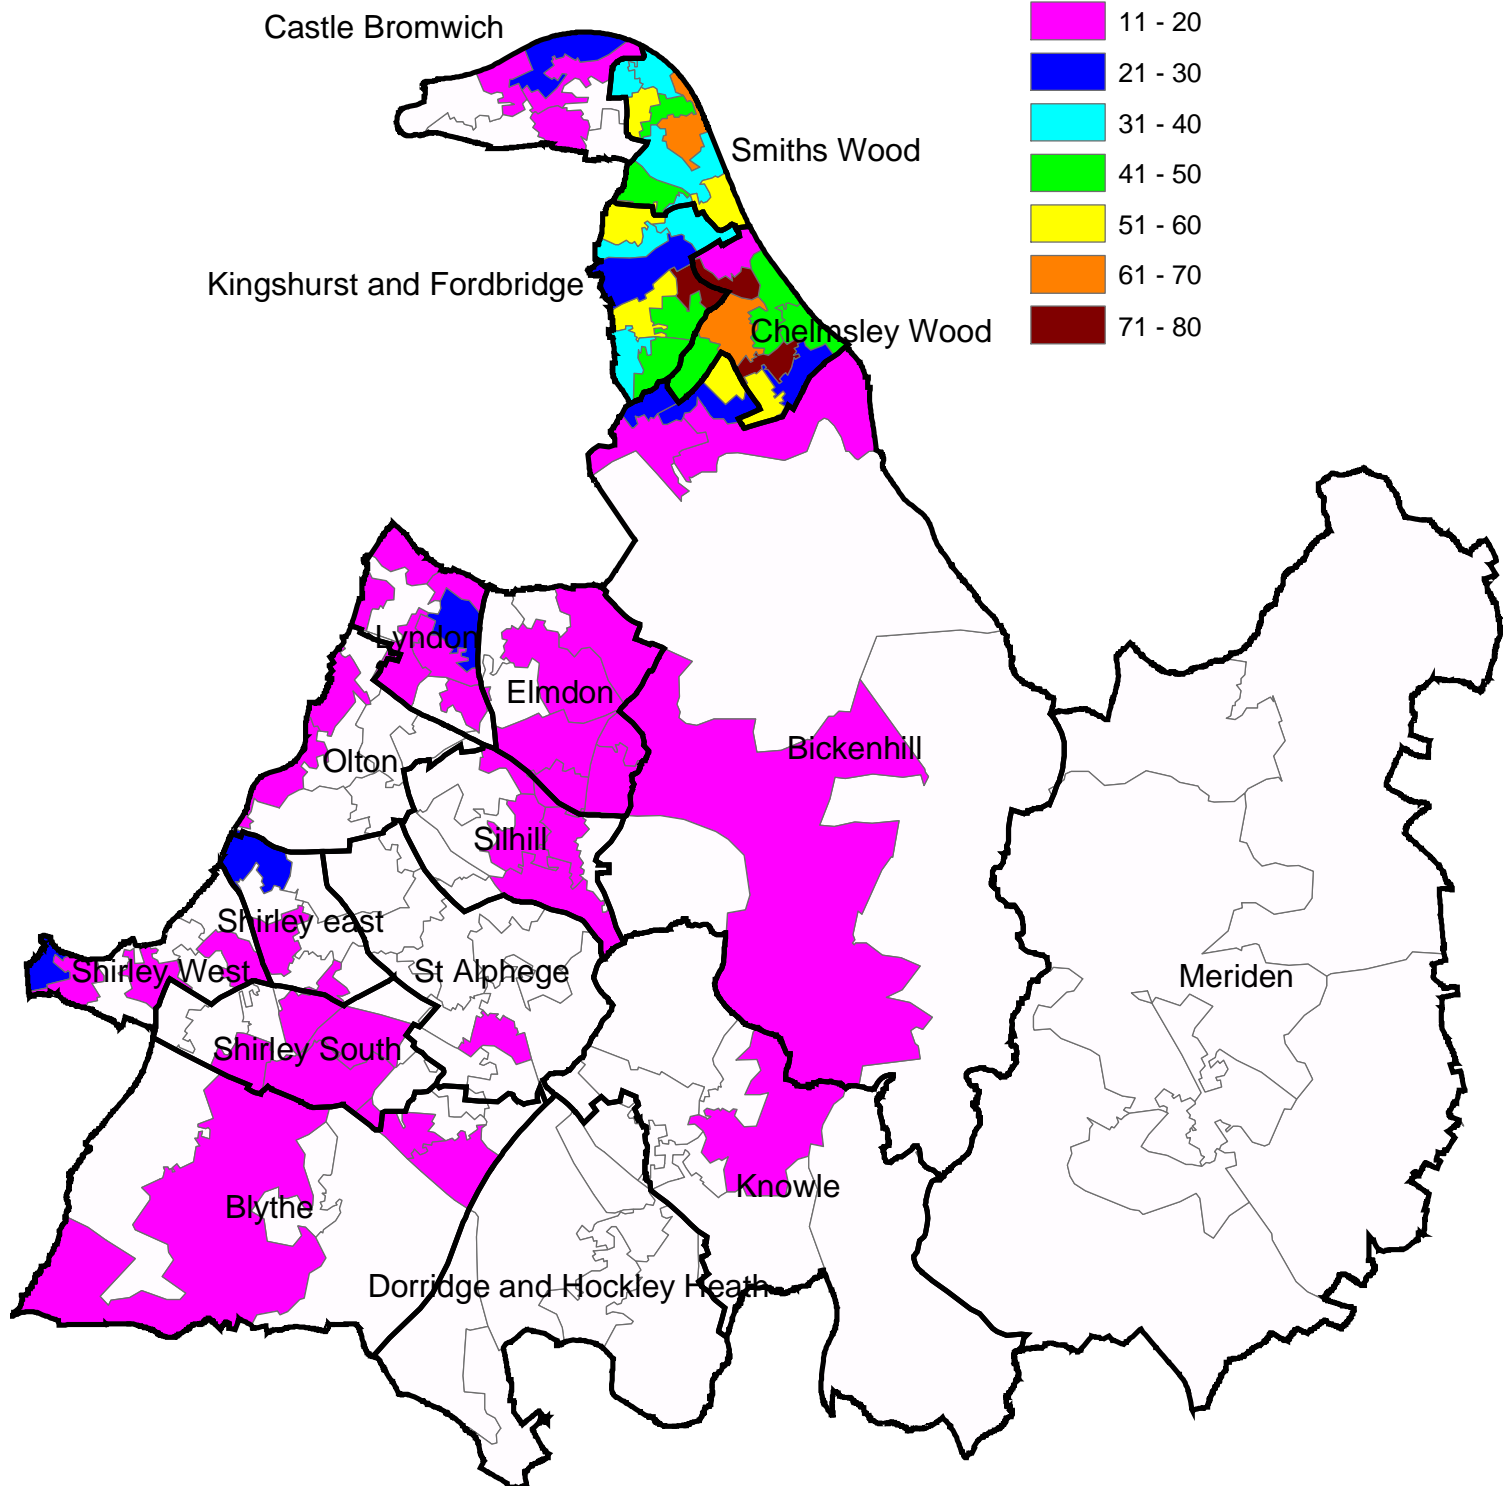 Castle Bromwich
11 - 20
21 - 30
31 - 40
Smiths Wood
41 - 50
51 - 60
61 - 70
Kingshurst and Fordbridge
71 - 80
Chelmsley Wood
Lyndon
Elmdon
Bickenhill
Olton
Silhill
Shirley east
Shirley West
St Alphege
Meriden
Shirley South
Knowle
Blythe
Dorridge and Hockley Heath